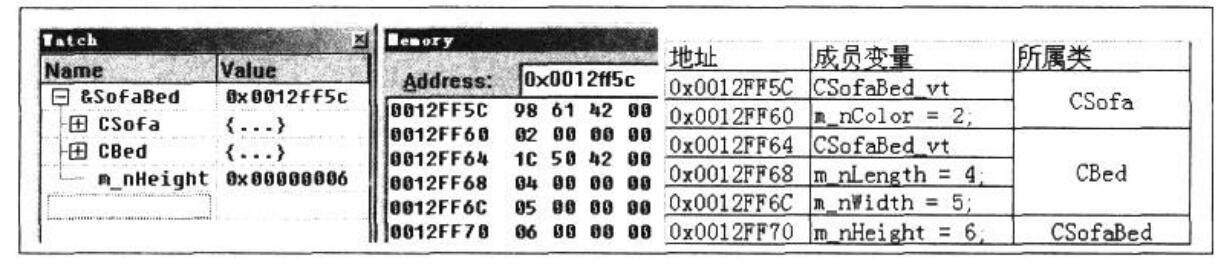 Watch
Name Value
&SofaBed 0x0012ff5c
CSofa {...}
CBed {...}
m_nHeight 0x00000006
Memory
Address: 0x0012ff5c
0012FF5C 98 61 42 00
0012FF60 02 00 00 00
0012FF64 1C 50 42 00
0012FF68 04 00 00 00
0012FF6C 05 00 00 00
0012FF70 06 00 00 00
地址 成员变量 所属类
0x0012FF5C CSofaBed_vt CSofa
0x0012FF60 m_nColor = 2;
0x0012FF64 CSofaBed_vt CBed
0x0012FF68 m_nLength = 4;
0x0012FF6C m_nWidth = 5;
0x0012FF70 m_nHeight = 6; CSofaBed